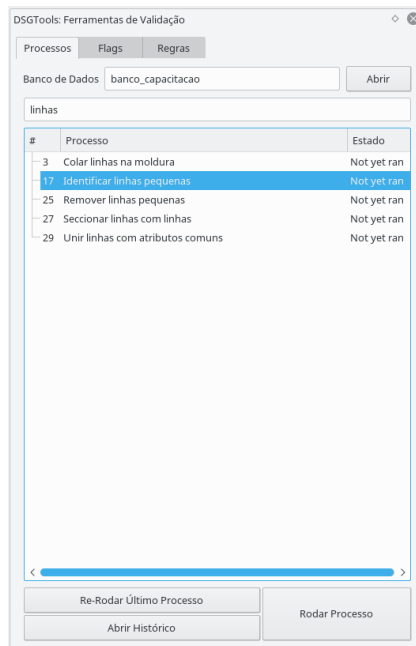 DSGTools: Ferramentas de Validação
Processos Flags Regras
Banco de Dados banco_capacitacao Abrir
linhas
# Processo Estado
3 Colar linhas na moldura Not yet ran
17 Identificar linhas pequenas Not yet ran
25 Remover linhas pequenas Not yet ran
27 Seccionar linhas com linhas Not yet ran
29 Unir linhas com atributos comuns Not yet ran
Re-Rodar Último Processo
Rodar Processo
Abrir Histórico